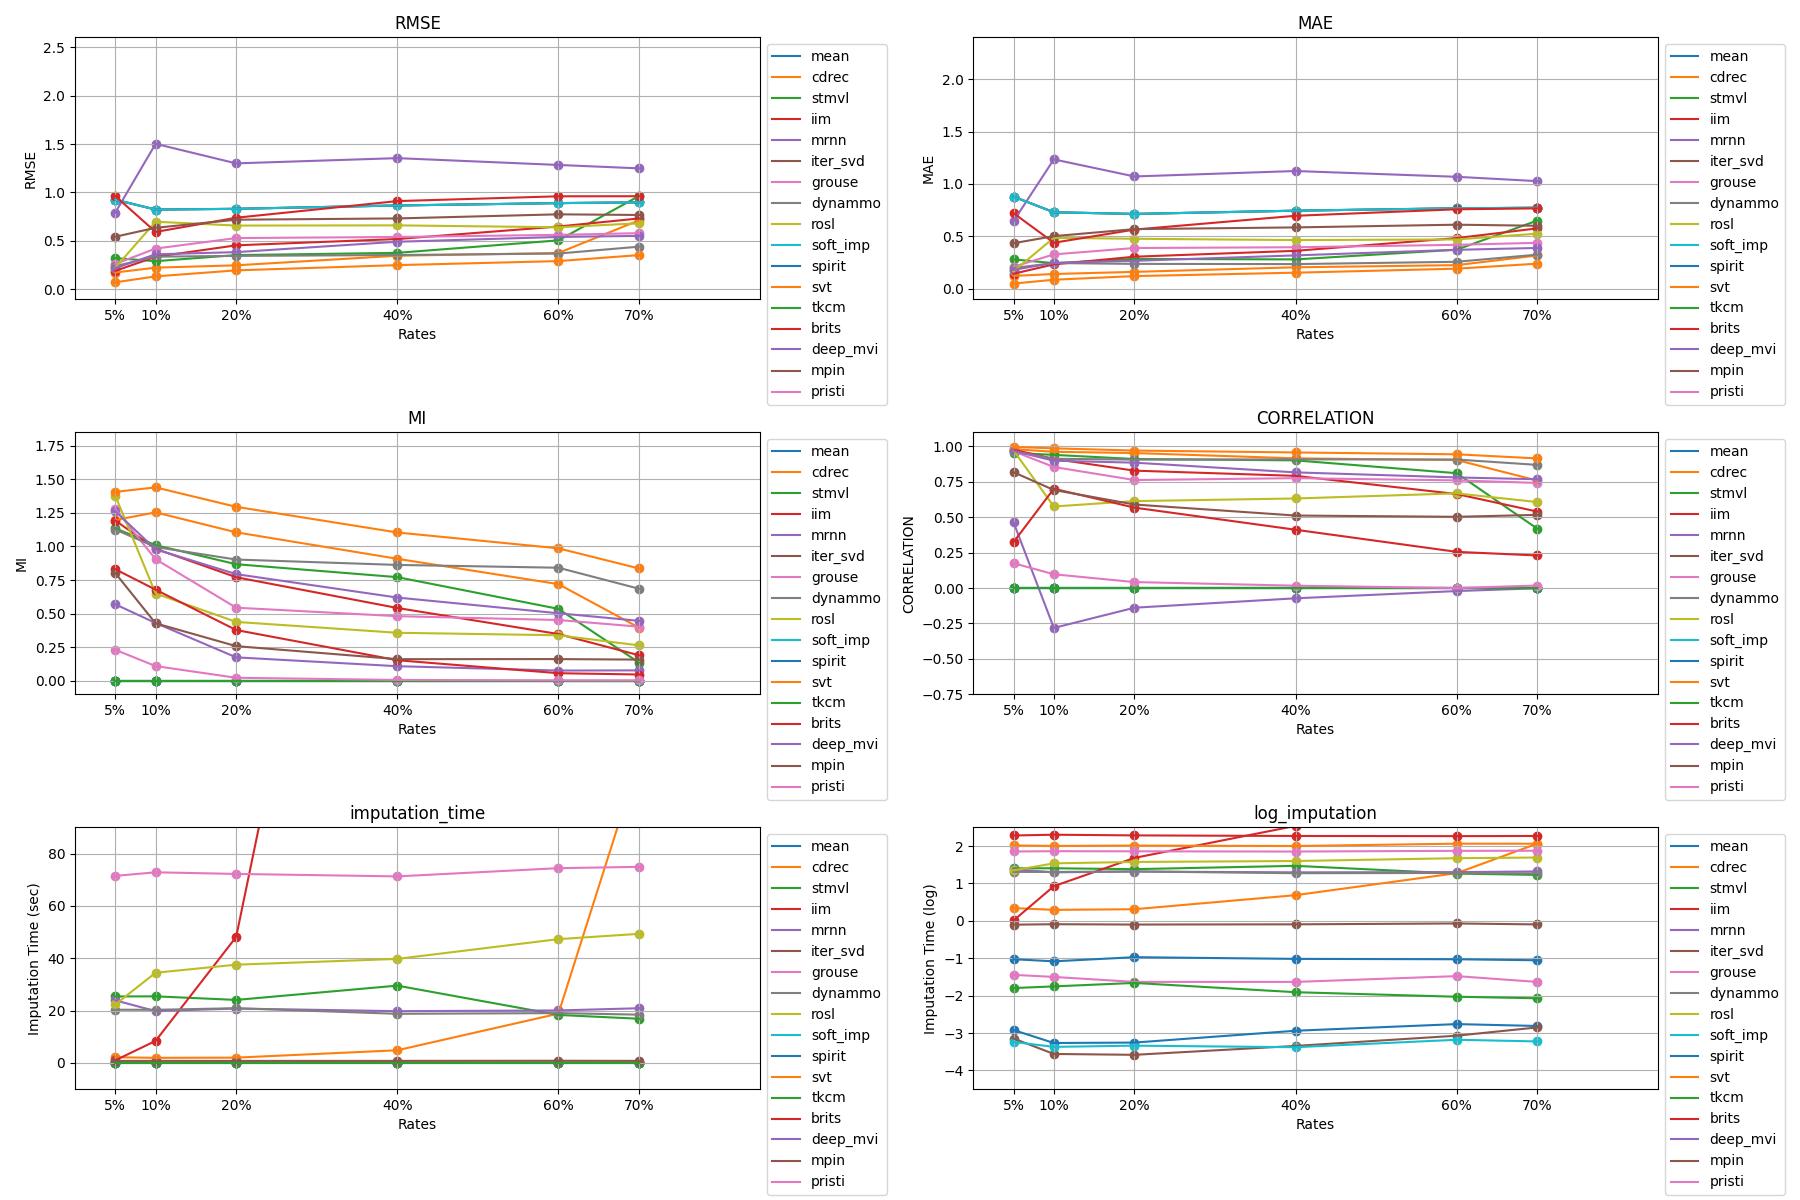 RMSE
RMSE
2.5
2.0
1.5
1.0
0.5
0.0
5% 10% 20% 40% 60% 70%
Rates
mean
cdrec
stmvl
iim
mrnn
iter_svd
grouse
dynammo
rosl
soft_imp
spirit
svt
tkcm
brits
deep_mvi
mpin
pristi
MAE
MAE
2.0
1.5
1.0
0.5
0.0
5% 10% 20% 40% 60% 70%
Rates
mean
cdrec
stmvl
iim
mrnn
iter_svd
grouse
dynammo
rosl
soft_imp
spirit
svt
tkcm
brits
deep_mvi
mpin
pristi
MI
MI
1.75
1.50
1.25
1.00
0.75
0.50
0.25
0.00
5% 10% 20% 40% 60% 70%
Rates
mean
cdrec
stmvl
iim
mrnn
iter_svd
grouse
dynammo
rosl
soft_imp
spirit
svt
tkcm
brits
deep_mvi
mpin
pristi
CORRELATION
CORRELATION
1.00
0.75
0.50
0.25
0.00
−0.25
−0.50
−0.75
5% 10% 20% 40% 60% 70%
Rates
mean
cdrec
stmvl
iim
mrnn
iter_svd
grouse
dynammo
rosl
soft_imp
spirit
svt
tkcm
brits
deep_mvi
mpin
pristi
imputation_time
Imputation Time (sec)
80
60
40
20
0
5% 10% 20% 40% 60% 70%
Rates
mean
cdrec
stmvl
iim
mrnn
iter_svd
grouse
dynammo
rosl
soft_imp
spirit
svt
tkcm
brits
deep_mvi
mpin
pristi
log_imputation
Imputation Time (log)
2
1
0
−1
−2
−3
−4
5% 10% 20% 40% 60% 70%
Rates
mean
cdrec
stmvl
iim
mrnn
iter_svd
grouse
dynammo
rosl
soft_imp
spirit
svt
tkcm
brits
deep_mvi
mpin
pristi